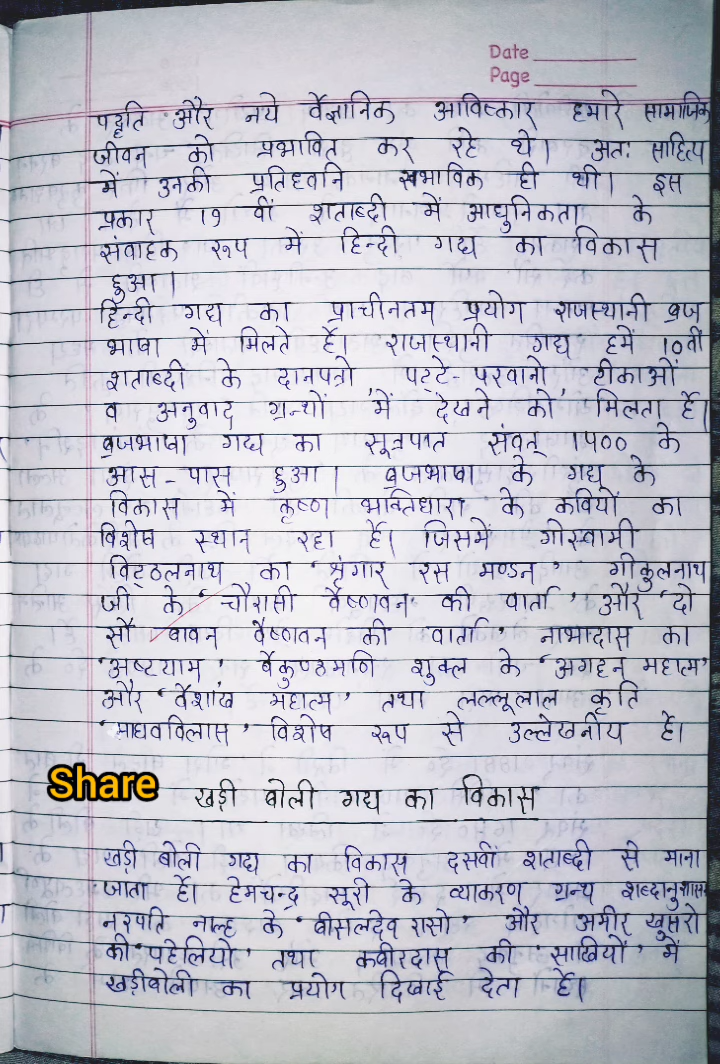 Date
Page
पद्धति और नये वैज्ञानिक आविष्कार हमारे सामाजिक
जीवन को प्रभावित कर रहे थे। अतः साहित्य
में उनकी प्रतिध्वनि स्वभाविक ही थी। इस
प्रकार 19 वीं शताब्दी में आधुनिकता के
संवाहक रूप में हिन्दी गद्य का विकास
हुआ।
हिन्दी गद्य का प्राचीनतम प्रयोग राजस्थानी व्रज
भाषा में मिलते है। राजस्थानी गद्य हमें 10वीं
शताब्दी के दानपत्रो, पट्टे-परवानो टीकाओं
व अनुवाद ग्रन्थों में देखने को मिलता है।
व्रजभाषा गद्य का सूत्रपात संवत् 1400 के
आस-पास हुआ। व्रजभाषा के गद्य के
विकास में कृष्ण भक्तिधारा के कवियों का
विशेष स्थान रहा है। जिसमें गोस्वामी
विट्ठलनाथ का 'श्रृंगार रस मण्डन' गोकुलनाथ
जी के 'चौरासी वैष्णवन की वार्ता' और 'दो
सौ वावन वैष्णवन की वार्ता' नाभादास का
'अष्टयाम' वैकुण्ठमणि शुक्ल के 'अगहन महात्म'
और 'वैशाख महात्म' तथा लल्लूलाल कृति
'माधवविलास' विशेष रूप से उल्लेखनीय है।
Share
खड़ी बोली गद्य का विकास
खड़ी बोली गद्य का विकास दसवीं शताब्दी से माना
जाता है। हेमचन्द्र सूरी के व्याकरण ग्रन्थ शब्दानुशासन
नरपति नाल्ह के 'वीसलदेव रासो' और अमीर खुसरो
की 'पहेलियो' तथा कबीरदास की 'साखियों' में
खड़ीबोली का प्रयोग दिखाई देता है।